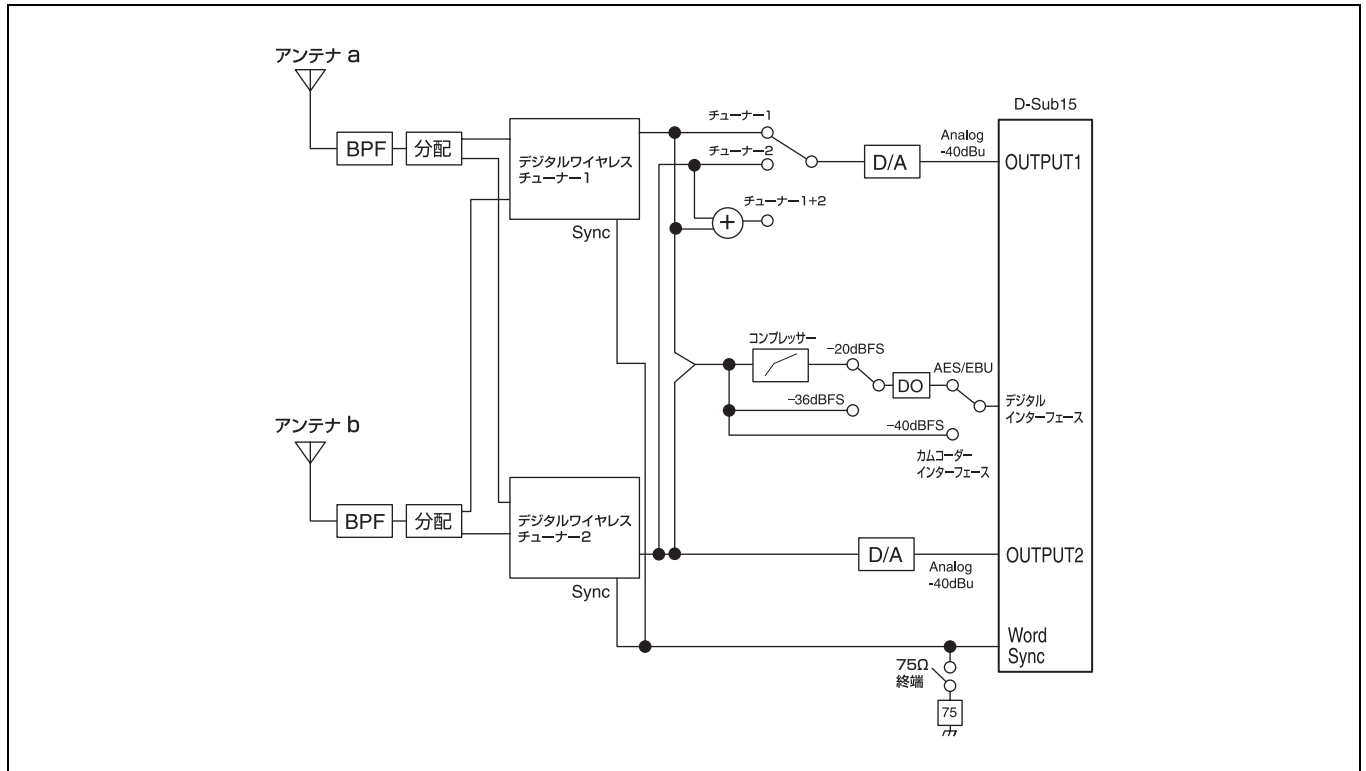 アンテナ a
BPF
分配
デジタルワイヤレス
チューナー1
Sync
チューナー1
チューナー2
チューナー1+2
+
D/A
Analog
-40dBu
D-Sub15
OUTPUT1
コンプレッサー
−20dBFS
−36dBFS
−40dBFS
DO
AES/EBU
カムコーダー
インターフェース
デジタル
インターフェース
アンテナ b
BPF
分配
デジタルワイヤレス
チューナー2
Sync
D/A
Analog
-40dBu
OUTPUT2
Word
Sync
75Ω
終端
75